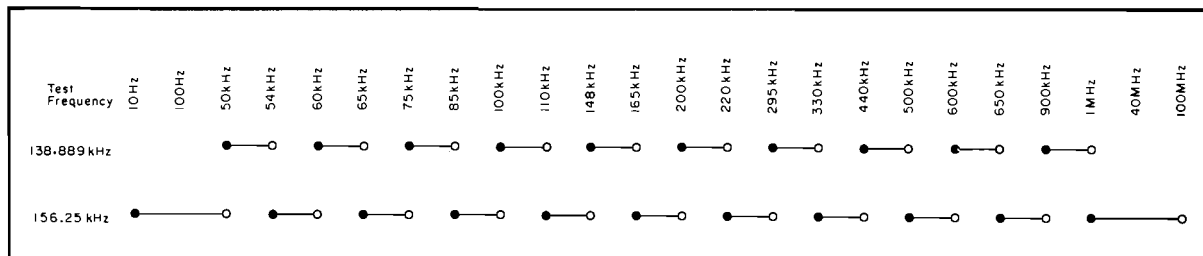 Test
Frequency
10Hz
100Hz
50kHz
54kHz
60kHz
65kHz
75kHz
85kHz
100kHz
110kHz
148kHz
165kHz
200kHz
220kHz
295kHz
330kHz
440kHz
500kHz
600kHz
650kHz
900kHz
1MHz
40MHz
100MHz
138.889kHz
156.25kHz